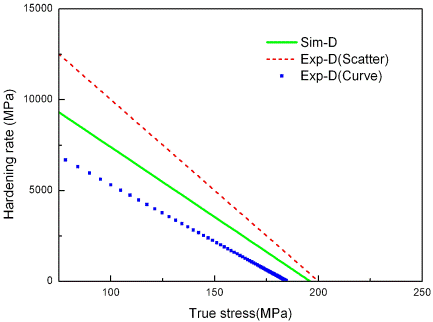 15000
Sim-D
Exp-D(Scatter)
Exp-D(Curve)
10000
5000
0
100
150
200
250
Hardening rate (MPa)
True stress(MPa)